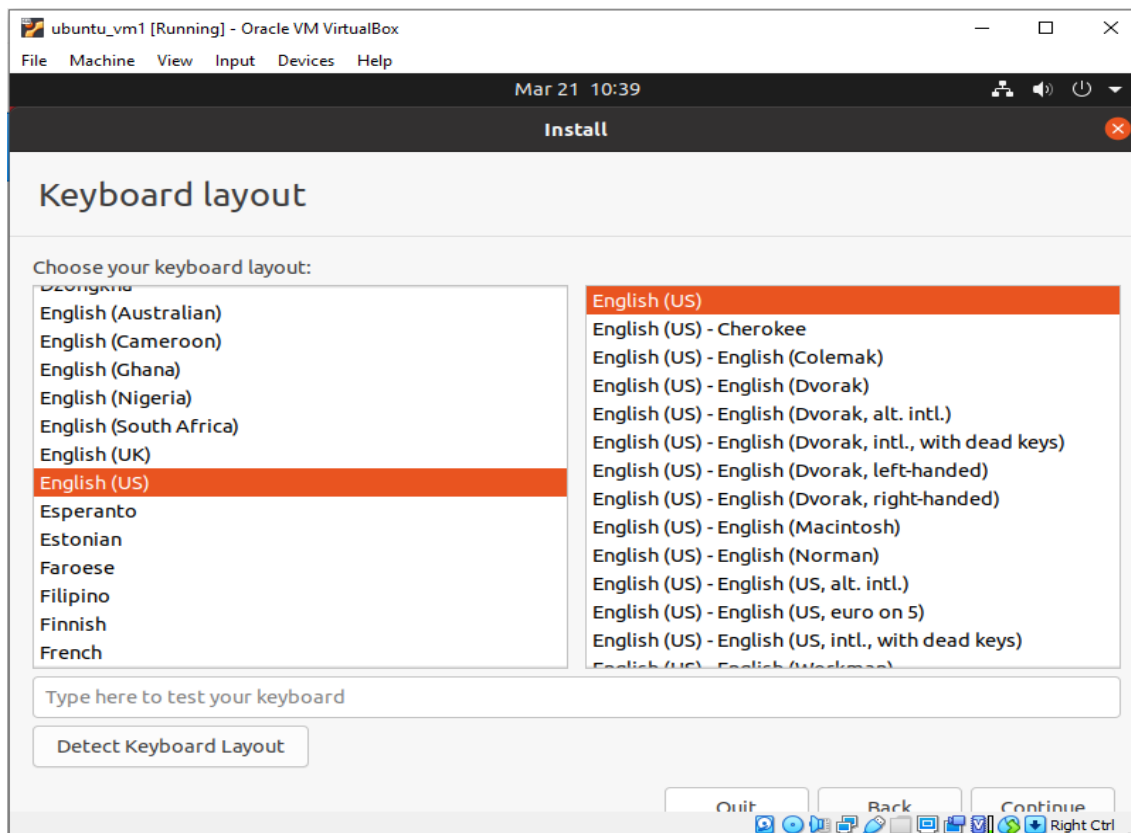 ubuntu_vm1 [Running] - Oracle VM VirtualBox
File Machine View Input Devices Help
Mar 21 10:39
Install
Keyboard layout
Choose your keyboard layout:
Dzongkha
English (Australian)
English (Cameroon)
English (Ghana)
English (Nigeria)
English (South Africa)
English (UK)
English (US)
Esperanto
Estonian
Faroese
Filipino
Finnish
French
English (US)
English (US) - Cherokee
English (US) - English (Colemak)
English (US) - English (Dvorak)
English (US) - English (Dvorak, alt. intl.)
English (US) - English (Dvorak, intl., with dead keys)
English (US) - English (Dvorak, left-handed)
English (US) - English (Dvorak, right-handed)
English (US) - English (Macintosh)
English (US) - English (Norman)
English (US) - English (US, alt. intl.)
English (US) - English (US, euro on 5)
English (US) - English (US, intl., with dead keys)
English (US) - English (Workman)
Type here to test your keyboard
Detect Keyboard Layout
Quit Back Continue
Right Ctrl